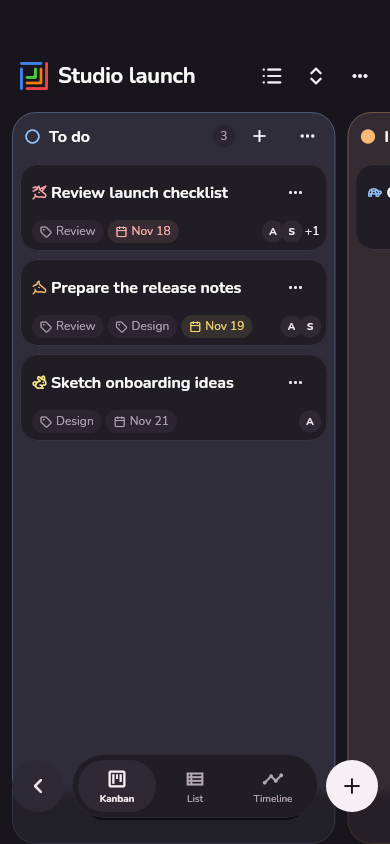 Studio launch
To do
3
Review launch checklist
Review
Nov 18
A
S
+1
Prepare the release notes
Review
Design
Nov 19
A
S
Sketch onboarding ideas
Design
Nov 21
A
Kanban
List
Timeline